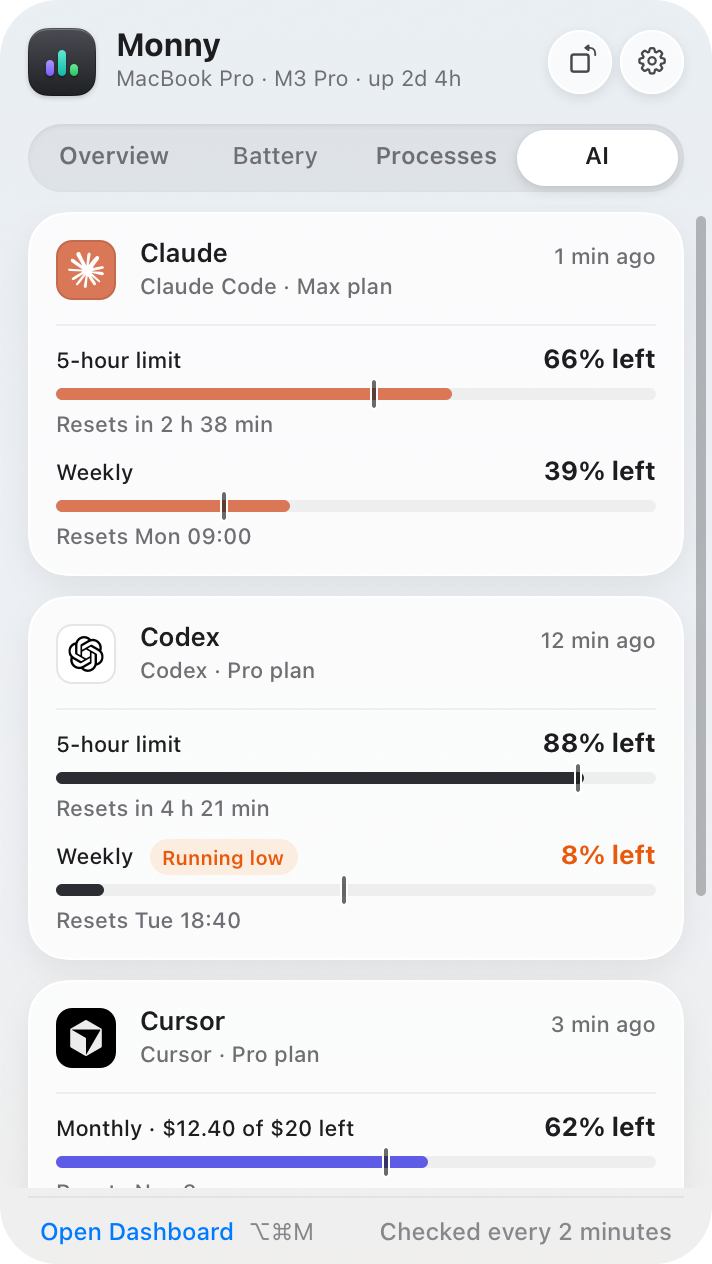 Monny
MacBook Pro · M3 Pro · up 2d 4h
Overview Battery Processes AI
Claude
1 min ago
Claude Code · Max plan
5-hour limit
66% left
Resets in 2 h 38 min
Weekly
39% left
Resets Mon 09:00
Codex
12 min ago
Codex · Pro plan
5-hour limit
88% left
Resets in 4 h 21 min
Weekly Running low
8% left
Resets Tue 18:40
Cursor
3 min ago
Cursor · Pro plan
Monthly · $12.40 of $20 left
62% left
Open Dashboard ⌥⌘M
Checked every 2 minutes